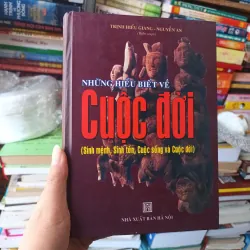 TRỊNH HIỂU GIANG - NGUYỄN AN
NHỮNG HIỂU BIẾT VỀ
Cuộc đời
(Sinh mệnh, Sinh tồn, Cuộc sống và Cuộc đời)
NHÀ XUẤT BẢN HÀ NỘI